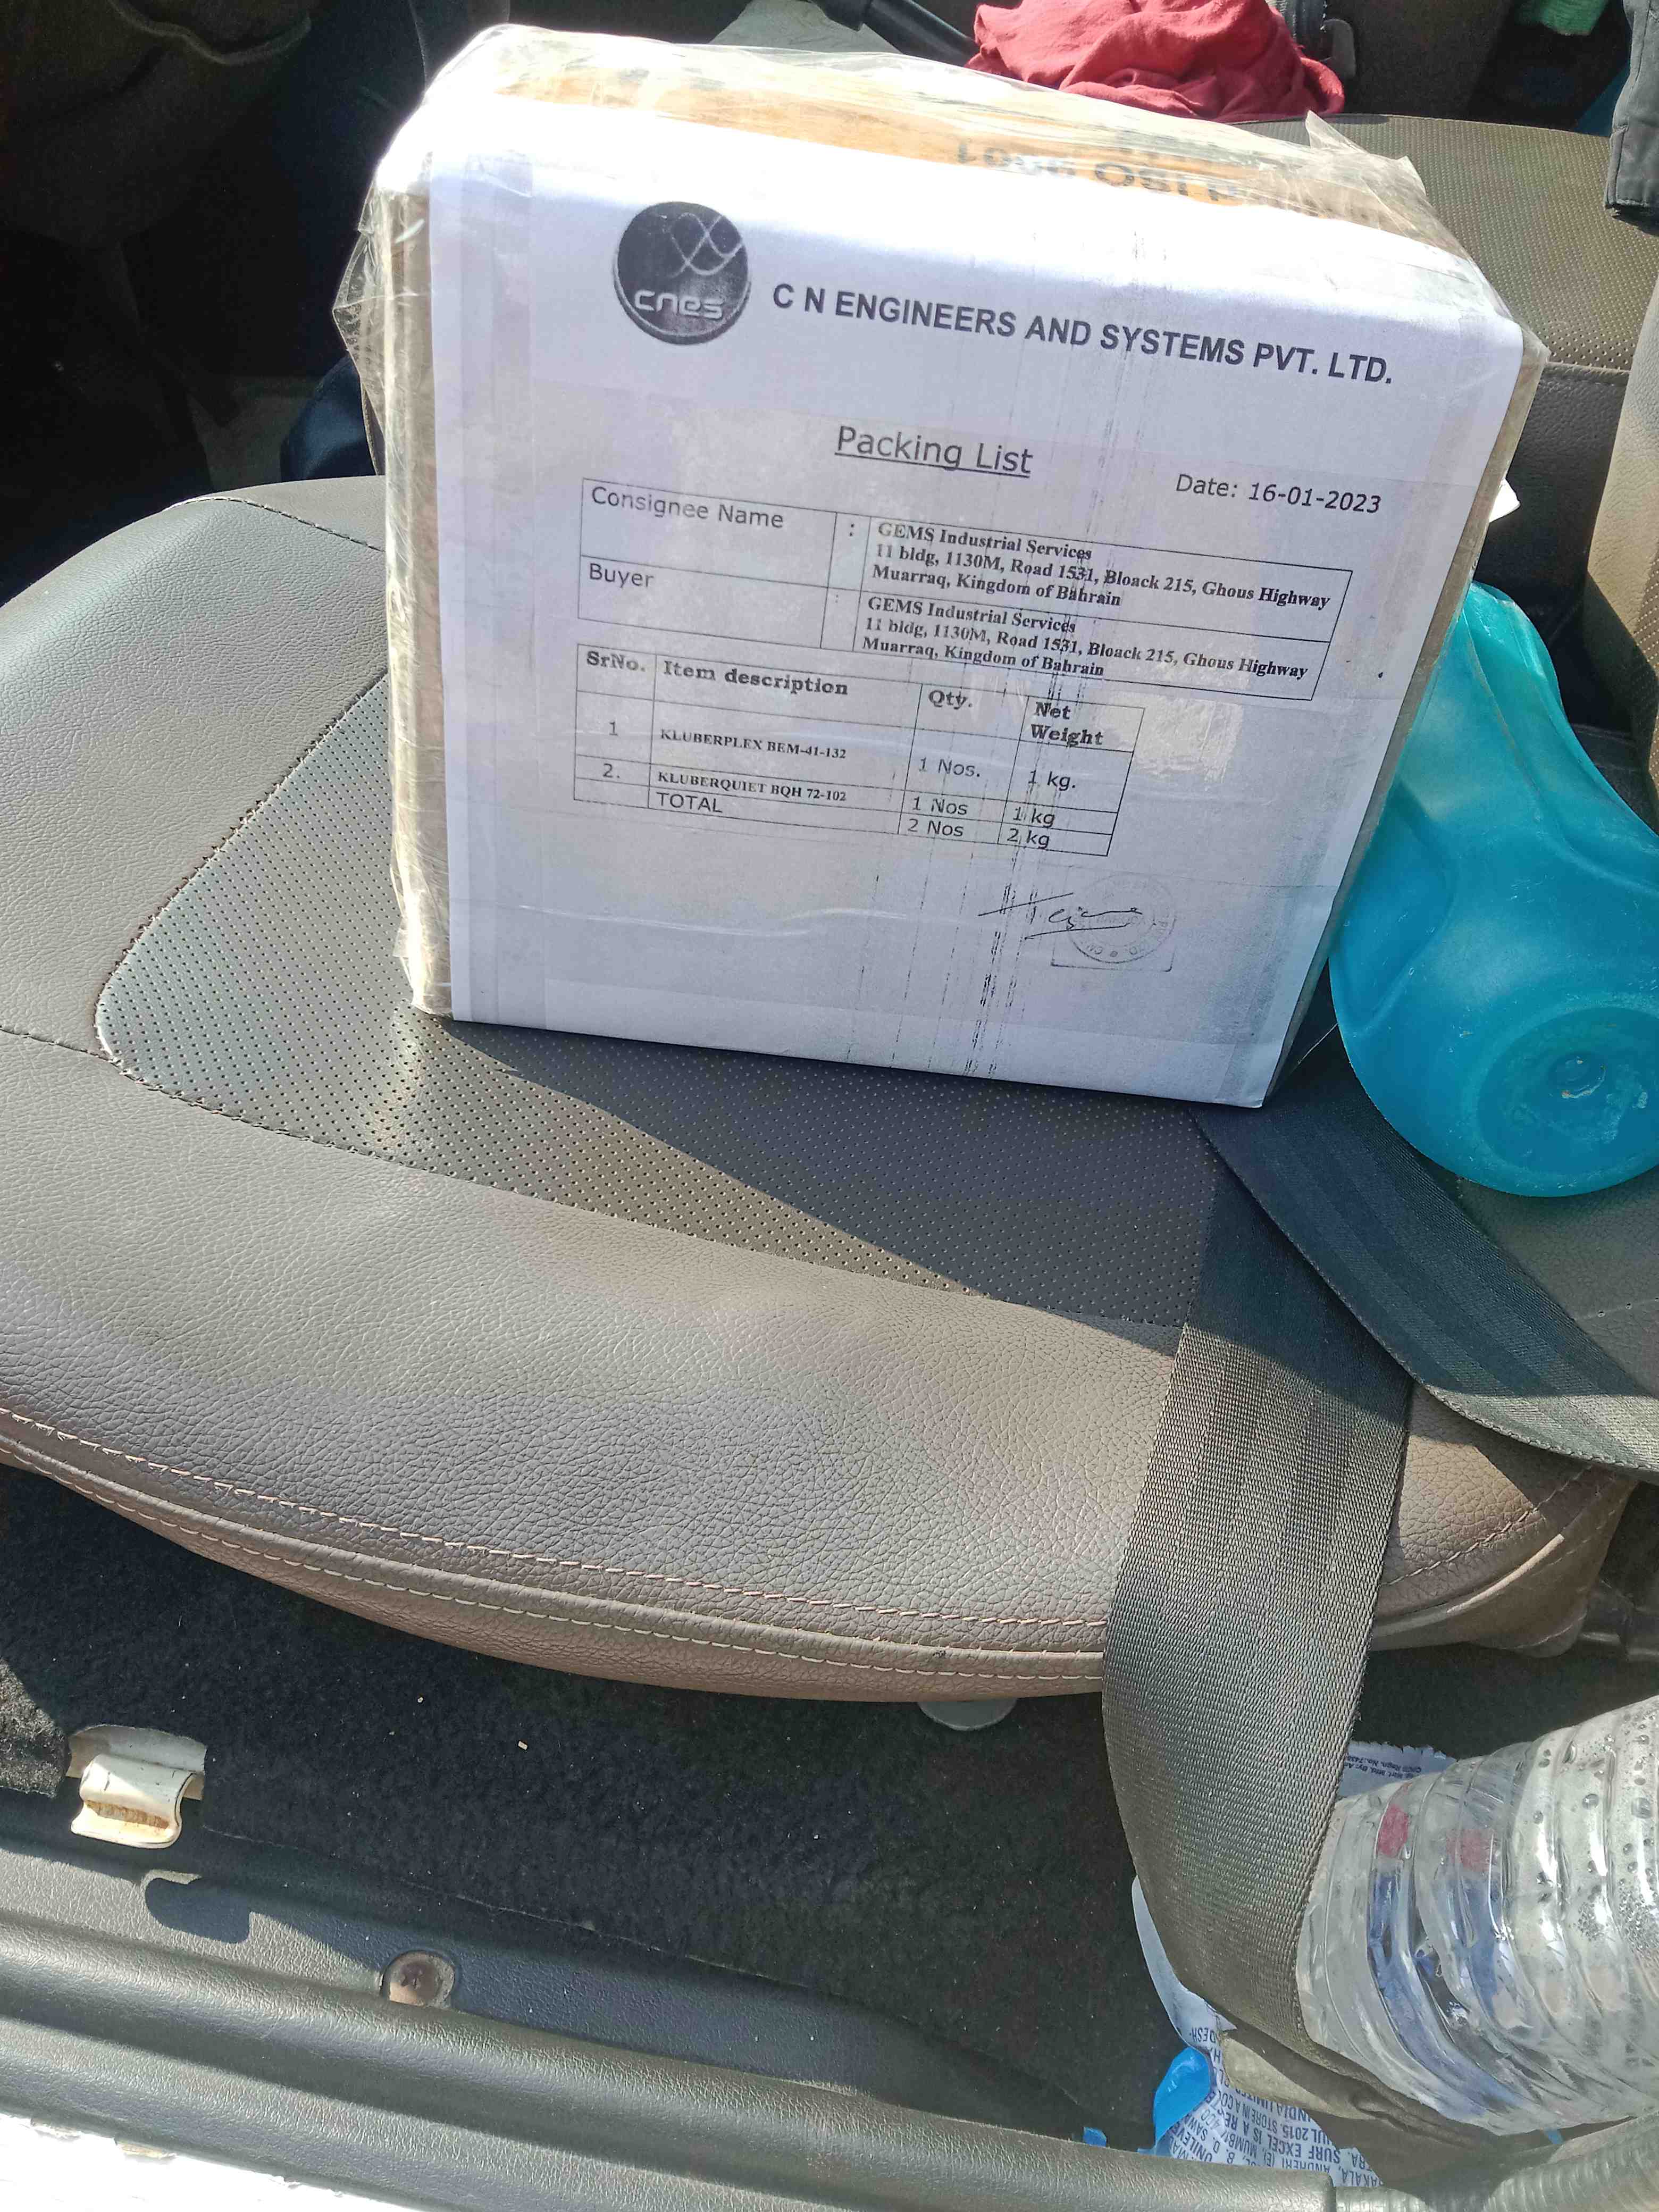 cnes
C N ENGINEERS AND SYSTEMS PVT. LTD.
Packing List
Date: 16-01-2023
Consignee Name : GEMS Industrial Services
11 bldg, 1130M, Road 1531, Bloack 215, Ghous Highway
Muarraq, Kingdom of Bahrain
Buyer : GEMS Industrial Services
11 bldg, 1130M, Road 1531, Bloack 215, Ghous Highway
Muarraq, Kingdom of Bahrain
SrNo. Item description Qty. Net Weight
1 KLUBERPLEX BEM-41-132 1 Nos. 1 kg.
2. KLUBERQUIET BQH 72-102 1 Nos 1 kg
TOTAL 2 Nos 2 kg
ISO
SURF EXCEL IS A